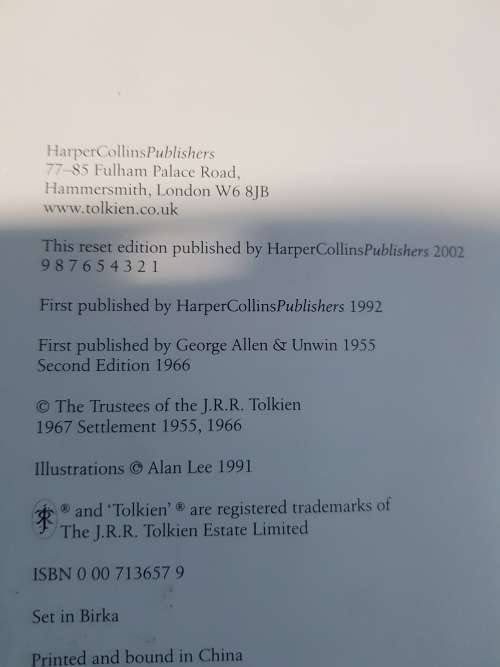 HarperCollinsPublishers
77–85 Fulham Palace Road,
Hammersmith, London W6 8JB
www.tolkien.co.uk
This reset edition published by HarperCollinsPublishers 2002
9 8 7 6 5 4 3 2 1
First published by HarperCollinsPublishers 1992
First published by George Allen & Unwin 1955
Second Edition 1966
© The Trustees of the J.R.R. Tolkien
1967 Settlement 1955, 1966
Illustrations © Alan Lee 1991
® and ‘Tolkien’ ® are registered trademarks of
The J.R.R. Tolkien Estate Limited
ISBN 0 00 713657 9
Set in Birka
Printed and bound in China